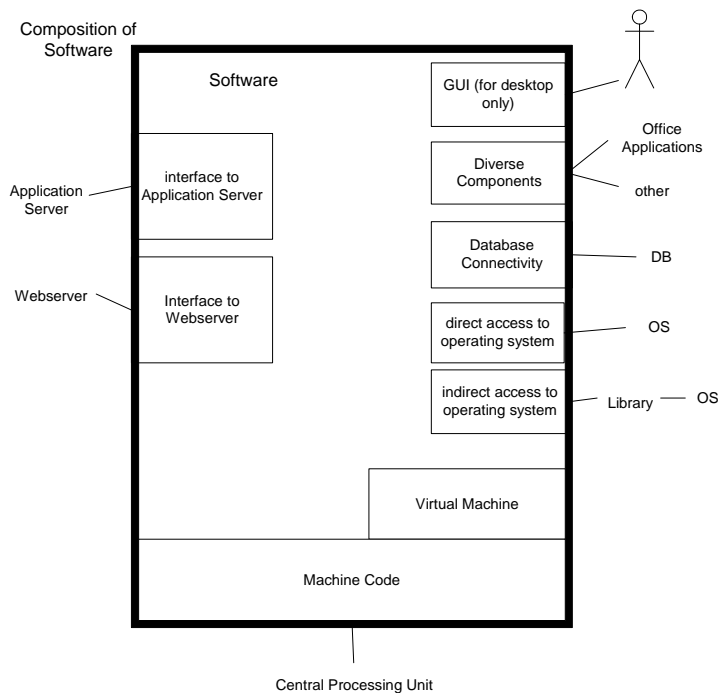 Composition of
Software
Software
GUI (for desktop
only)
Office
Applications
interface to
Application Server
Diverse
Components
Application
Server
other
Database
Connectivity
DB
Webserver
Interface to
Webserver
direct access to
operating system
OS
indirect access to
operating system
Library
OS
Virtual Machine
Machine Code
Central Processing Unit